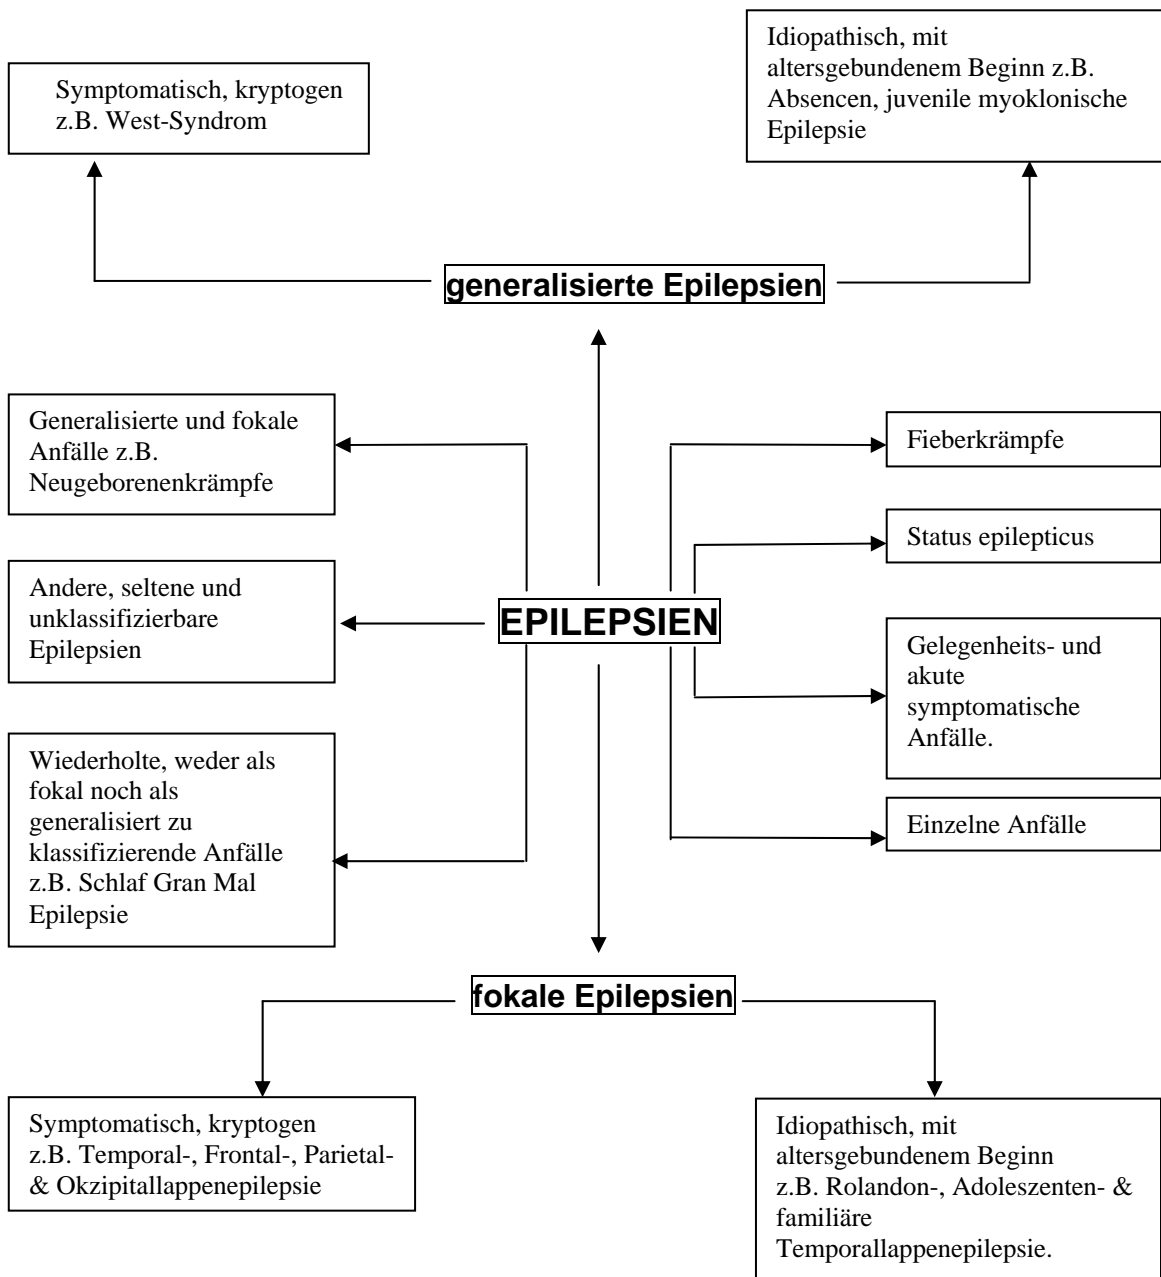 Symptomatisch, kryptogen
z.B. West-Syndrom
Idiopathisch, mit
altersgebundenem Beginn z.B.
Absencen, juvenile myoklonische
Epilepsie
generalisierte Epilepsien
Generalisierte und fokale
Anfälle z.B.
Neugeborenenkrämpfe
Fieberkrämpfe
Status epilepticus
Andere, seltene und
unklassifizierbare
Epilepsien
EPILEPSIEN
Gelegenheits- und
akute
symptomatische
Anfälle.
Wiederholte, weder als
fokal noch als
generalisiert zu
klassifizierende Anfälle
z.B. Schlaf Gran Mal
Epilepsie
Einzelne Anfälle
fokale Epilepsien
Symptomatisch, kryptogen
z.B. Temporal-, Frontal-, Parietal-
& Okzipitallappenepilepsie
Idiopathisch, mit
altersgebundenem Beginn
z.B. Rolandon-, Adoleszenten- &
familiäre
Temporallappenepilepsie.